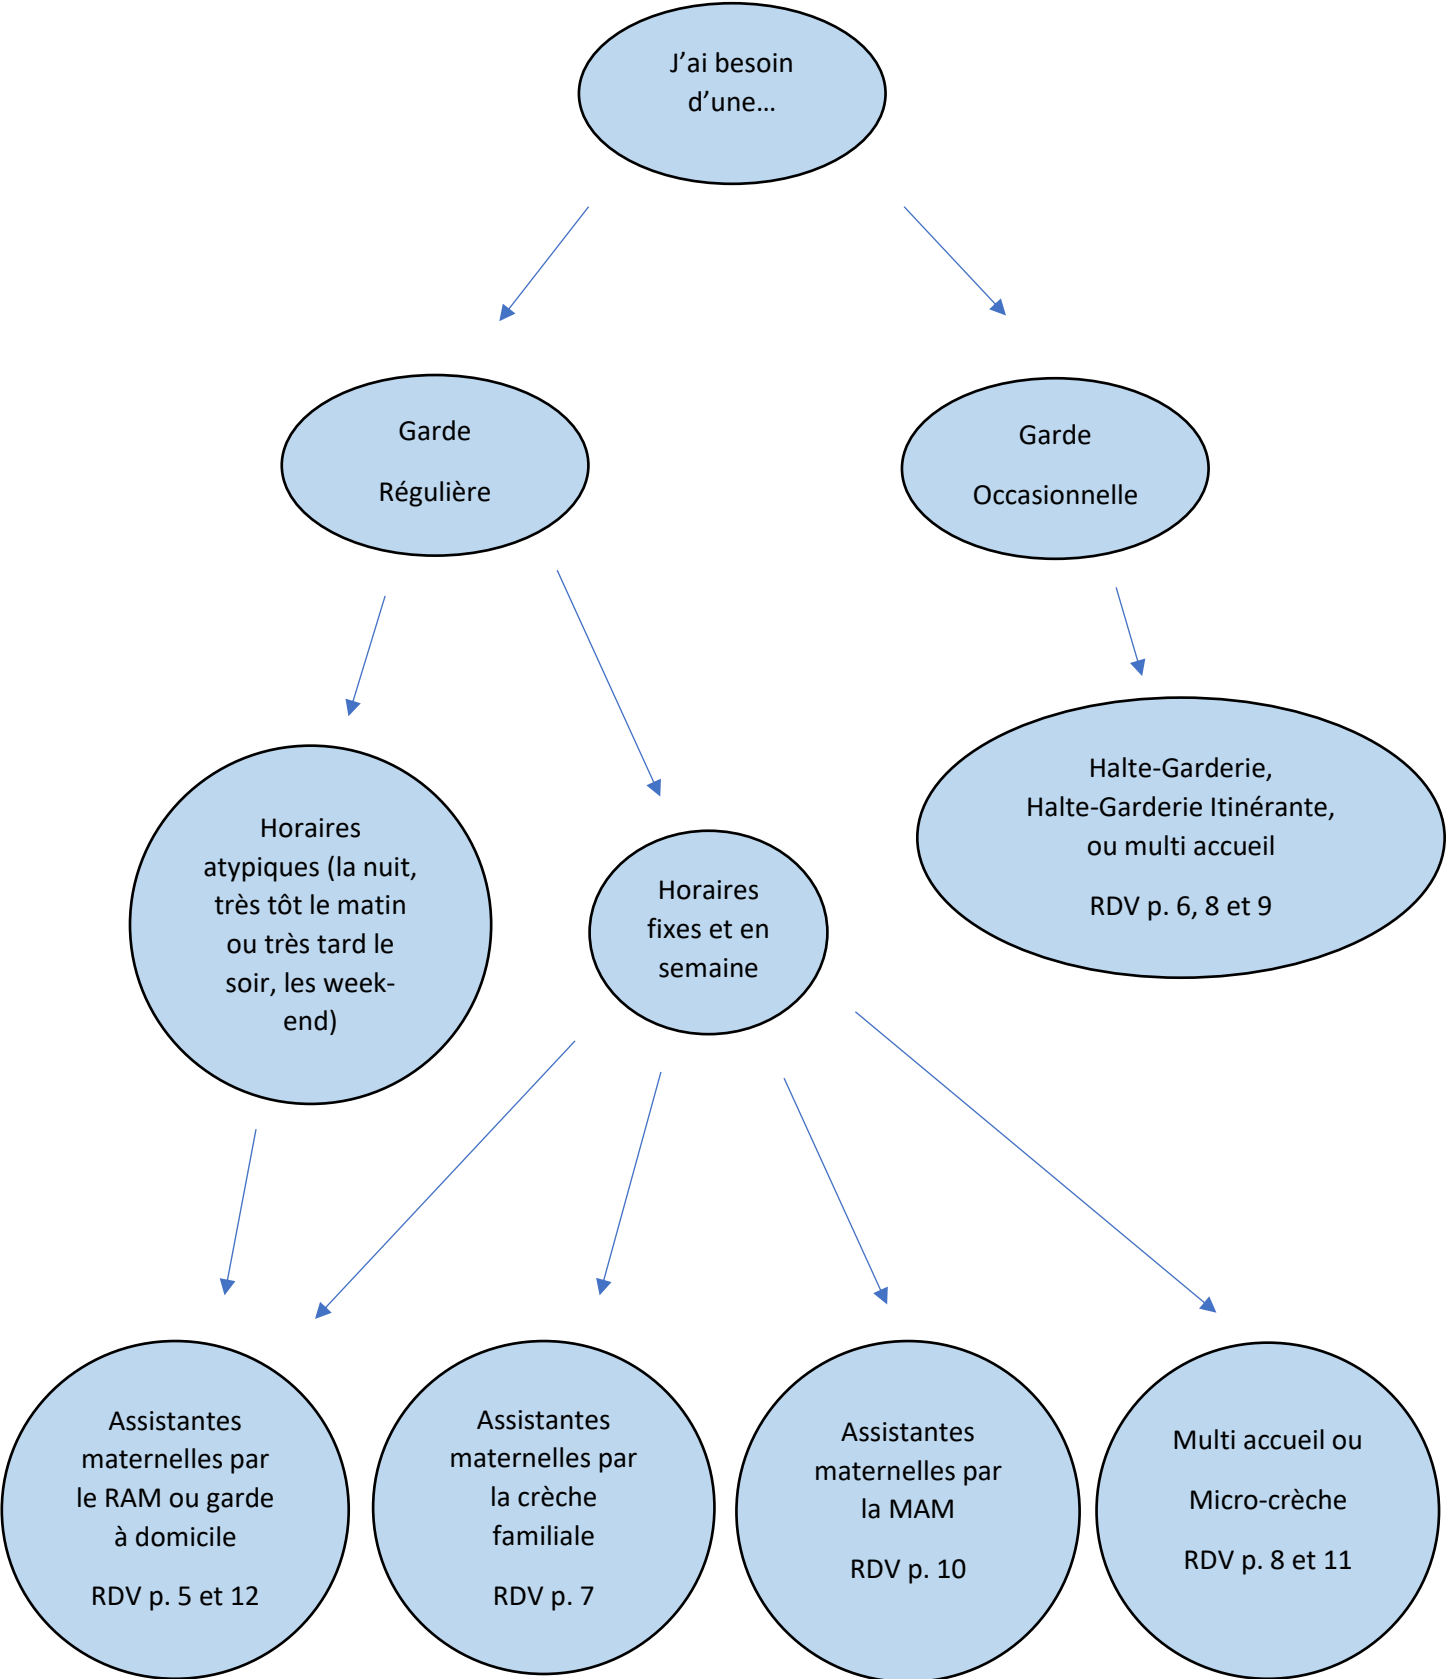 J’ai besoin
d’une…
Garde
Régulière
Garde
Occasionnelle
Horaires
atypiques (la nuit,
très tôt le matin
ou très tard le
soir, les week-
end)
Horaires
fixes et en
semaine
Halte-Garderie,
Halte-Garderie Itinérante,
ou multi accueil
RDV p. 6, 8 et 9
Assistantes
maternelles par
le RAM ou garde
à domicile
RDV p. 5 et 12
Assistantes
maternelles par
la crèche
familiale
RDV p. 7
Assistantes
maternelles par
la MAM
RDV p. 10
Multi accueil ou
Micro-crèche
RDV p. 8 et 11